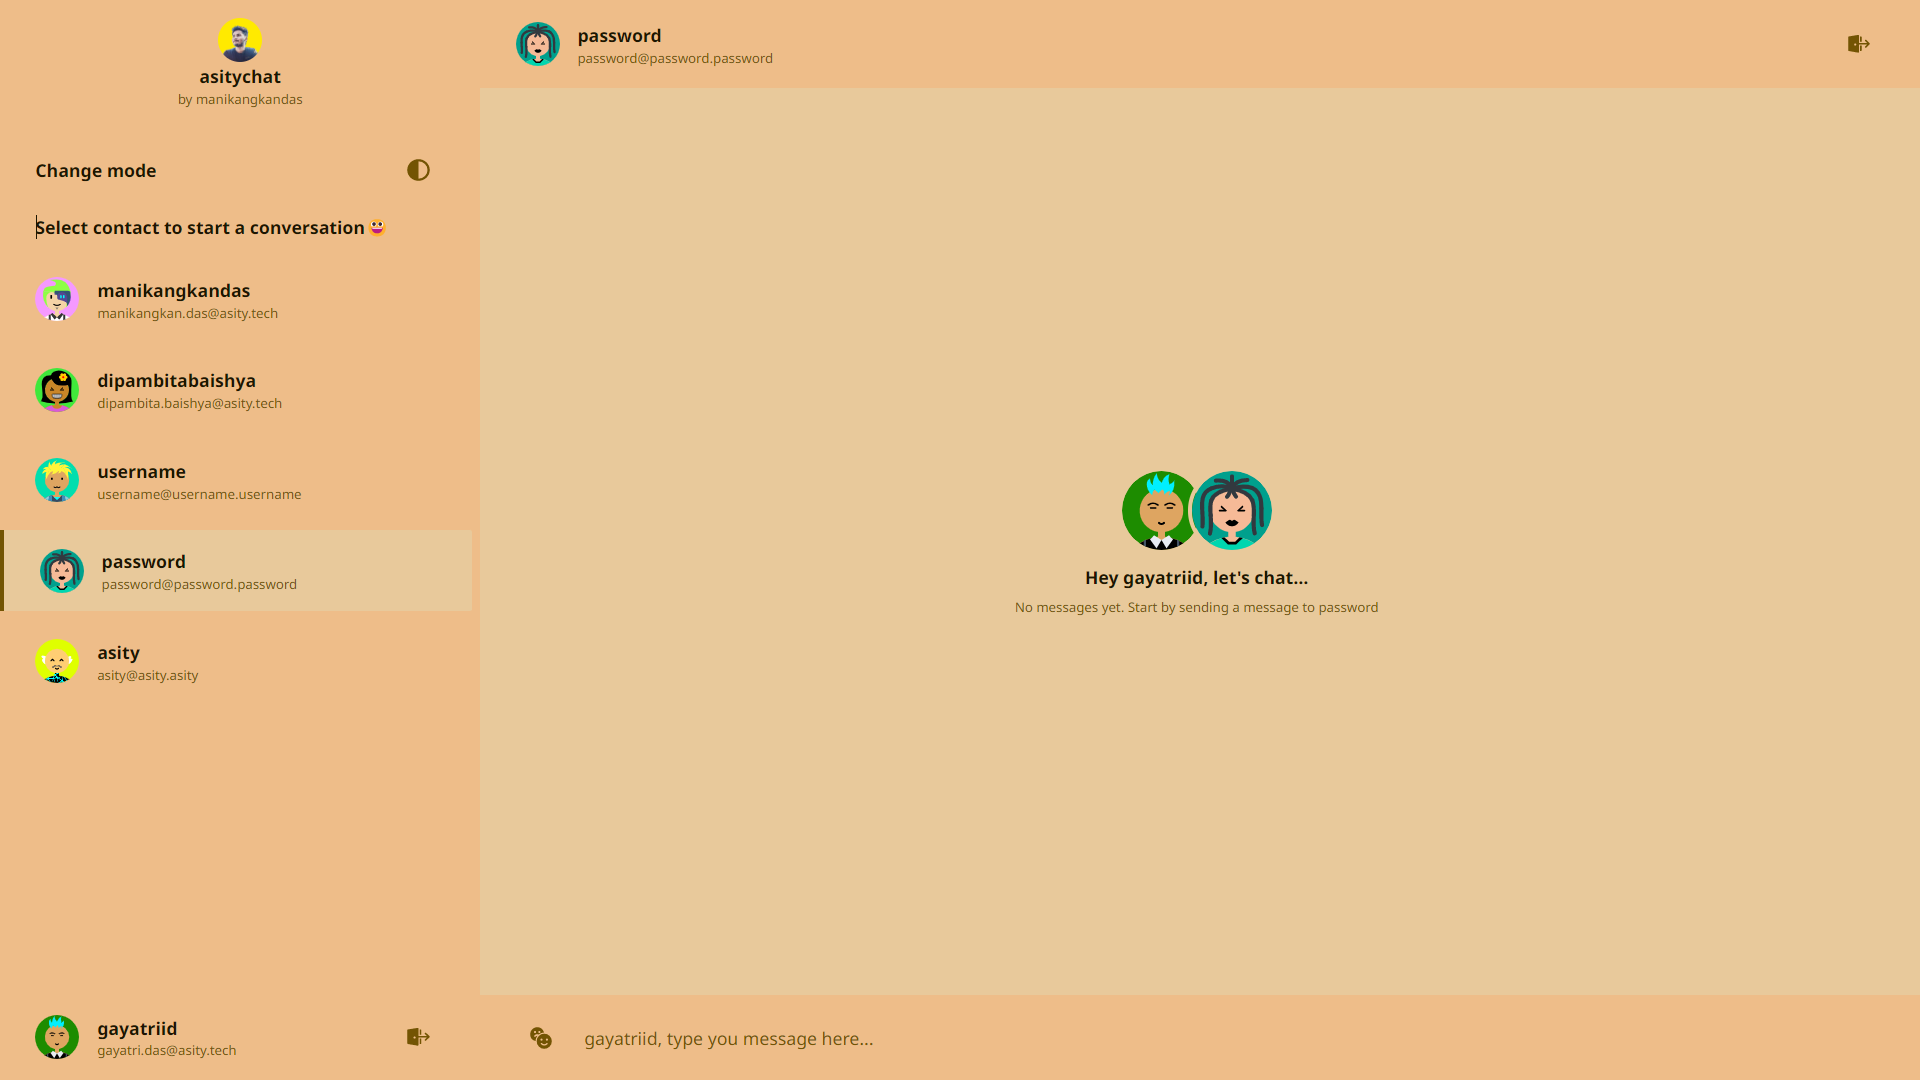 asitychat
by manikangkandas
Change mode
Select contact to start a conversation😀
manikangkandas
manikangkan.das@asity.tech
dipambitabaishya
dipambita.baishya@asity.tech
username
username@username.username
password
password@password.password
asity
asity@asity.asity
gayatriid
gayatri.das@asity.tech
password
password@password.password
Hey gayatriid, let's chat...
No messages yet. Start by sending a message to password
gayatriid, type you message here...